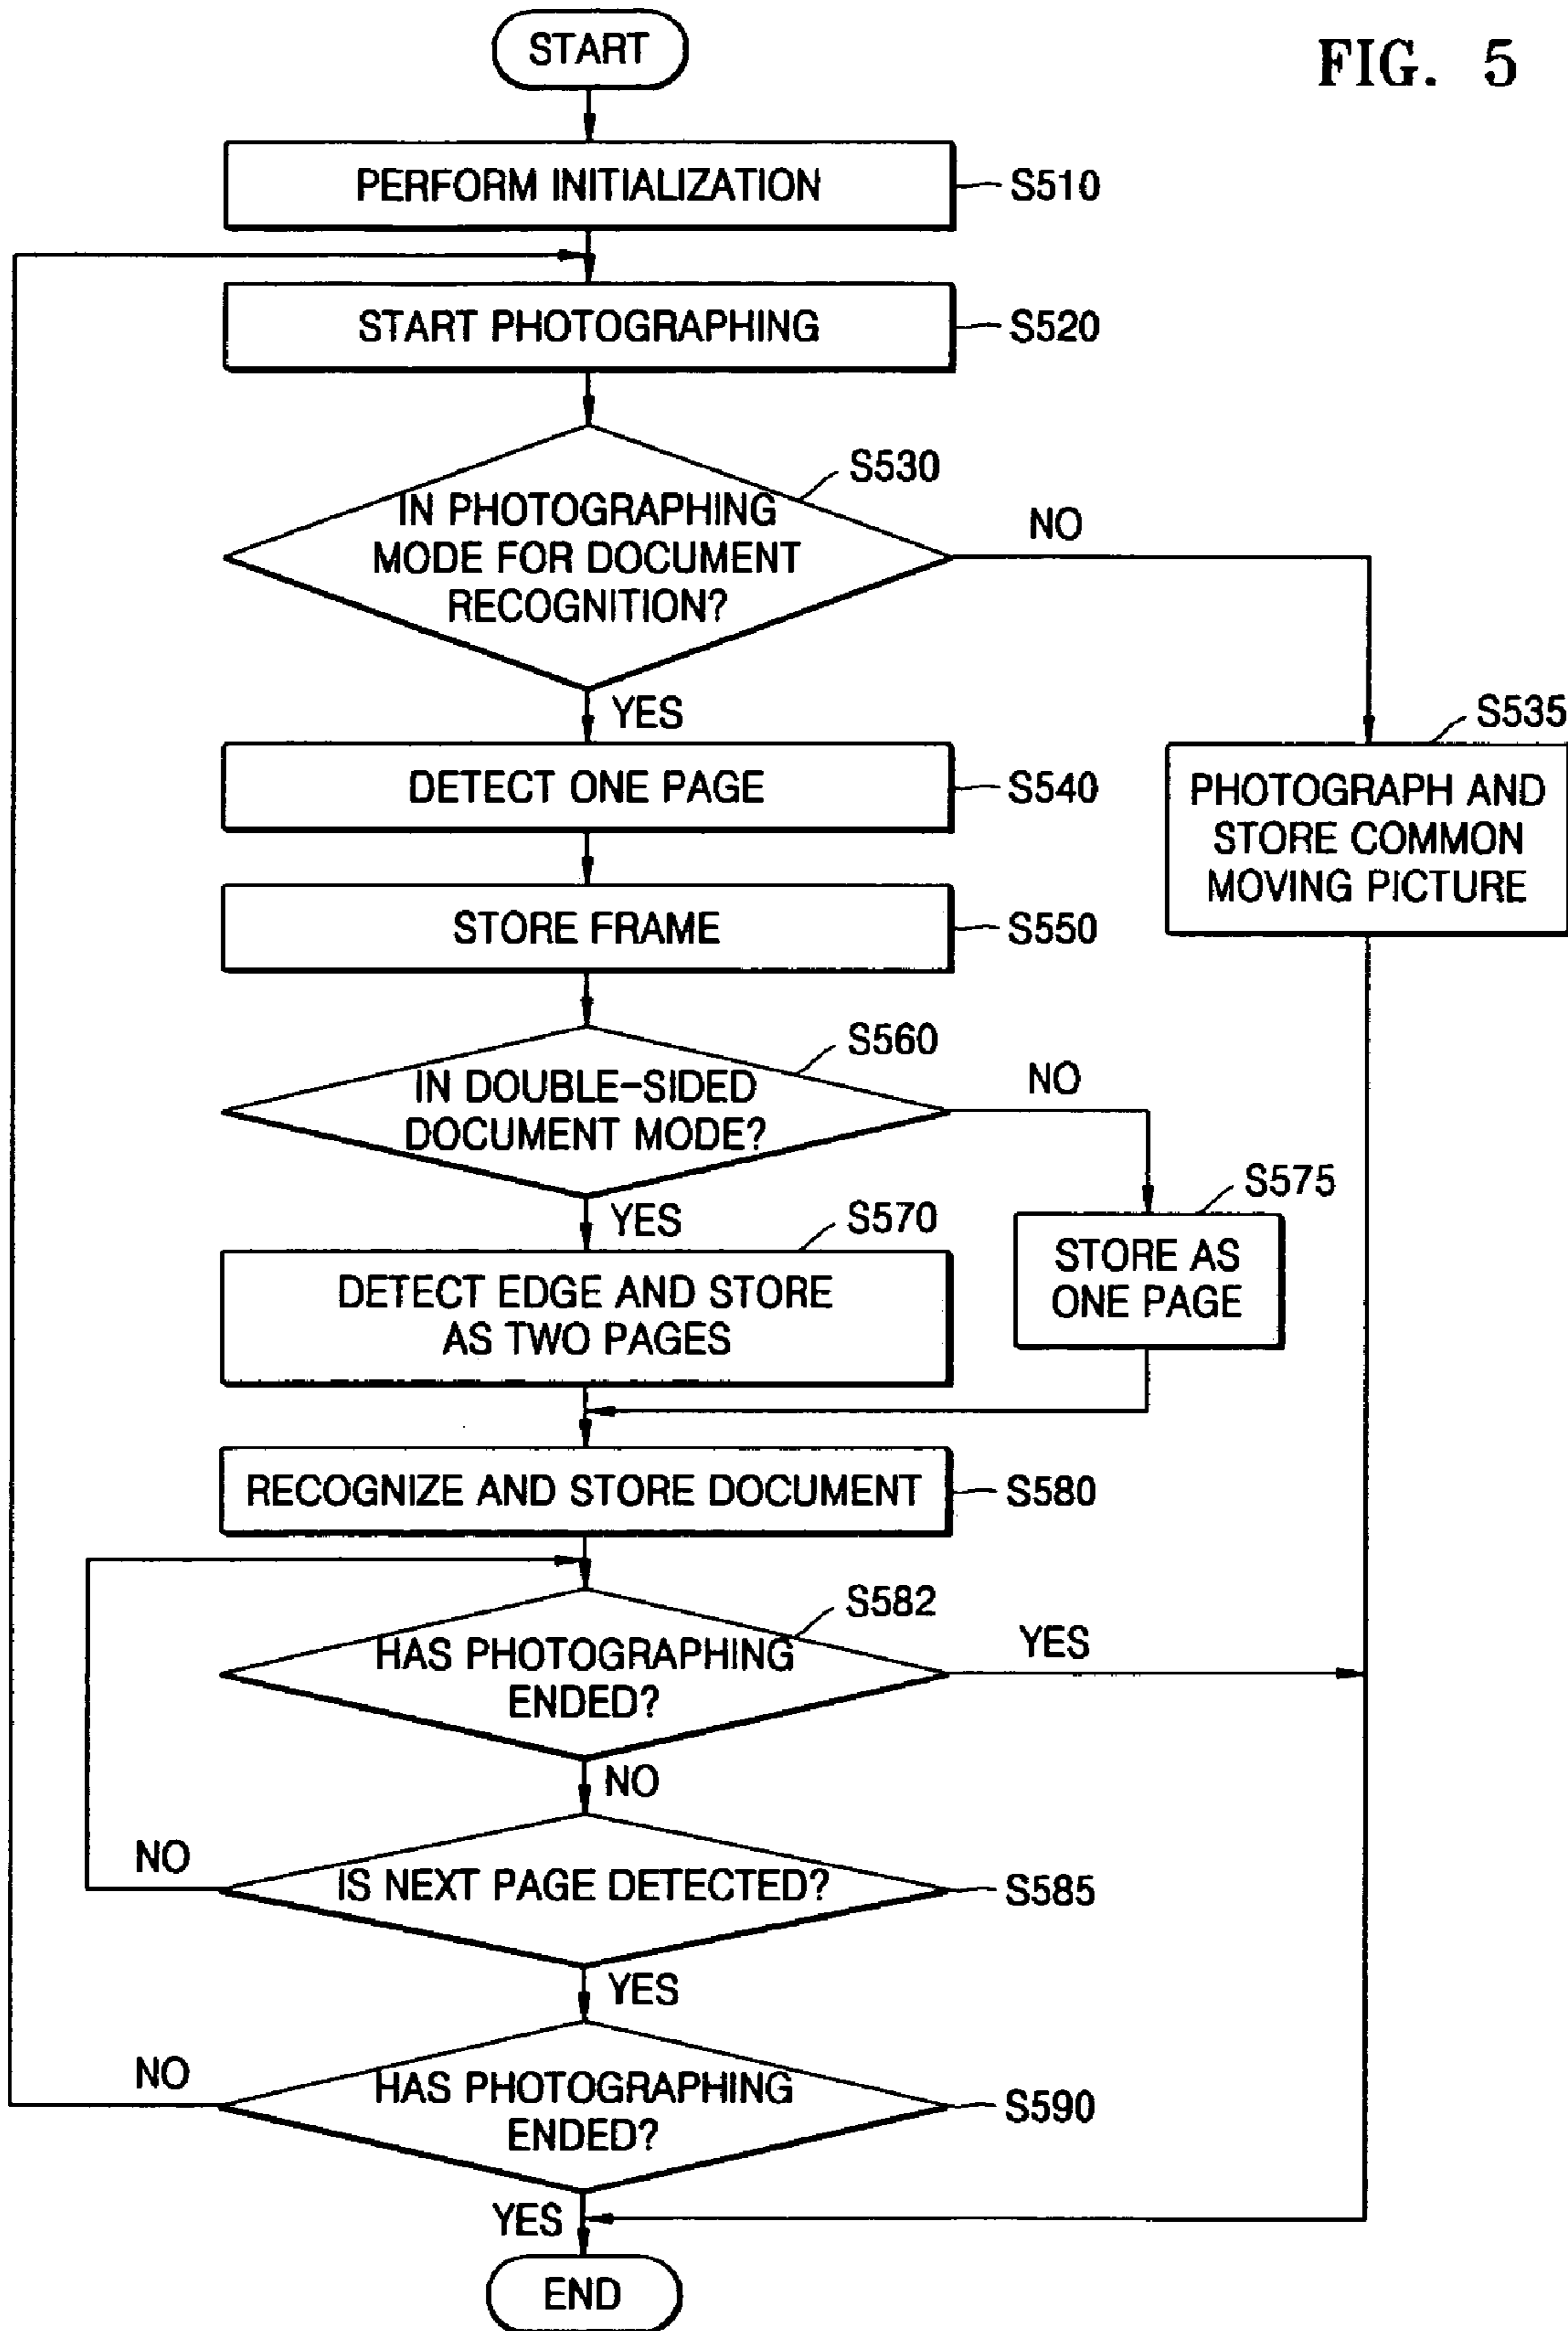 FIG. 5
START
PERFORM INITIALIZATION
S510
START PHOTOGRAPHING
S520
S530
IN PHOTOGRAPHING
MODE FOR DOCUMENT
RECOGNITION?
NO
YES
S535
PHOTOGRAPH AND
STORE COMMON
MOVING PICTURE
DETECT ONE PAGE
S540
STORE FRAME
S550
S560
IN DOUBLE-SIDED
DOCUMENT MODE?
NO
YES
S570
DETECT EDGE AND STORE
AS TWO PAGES
S575
STORE AS
ONE PAGE
RECOGNIZE AND STORE DOCUMENT
S580
S582
HAS PHOTOGRAPHING
ENDED?
YES
NO
IS NEXT PAGE DETECTED?
S585
NO
YES
HAS PHOTOGRAPHING
ENDED?
S590
NO
YES
END